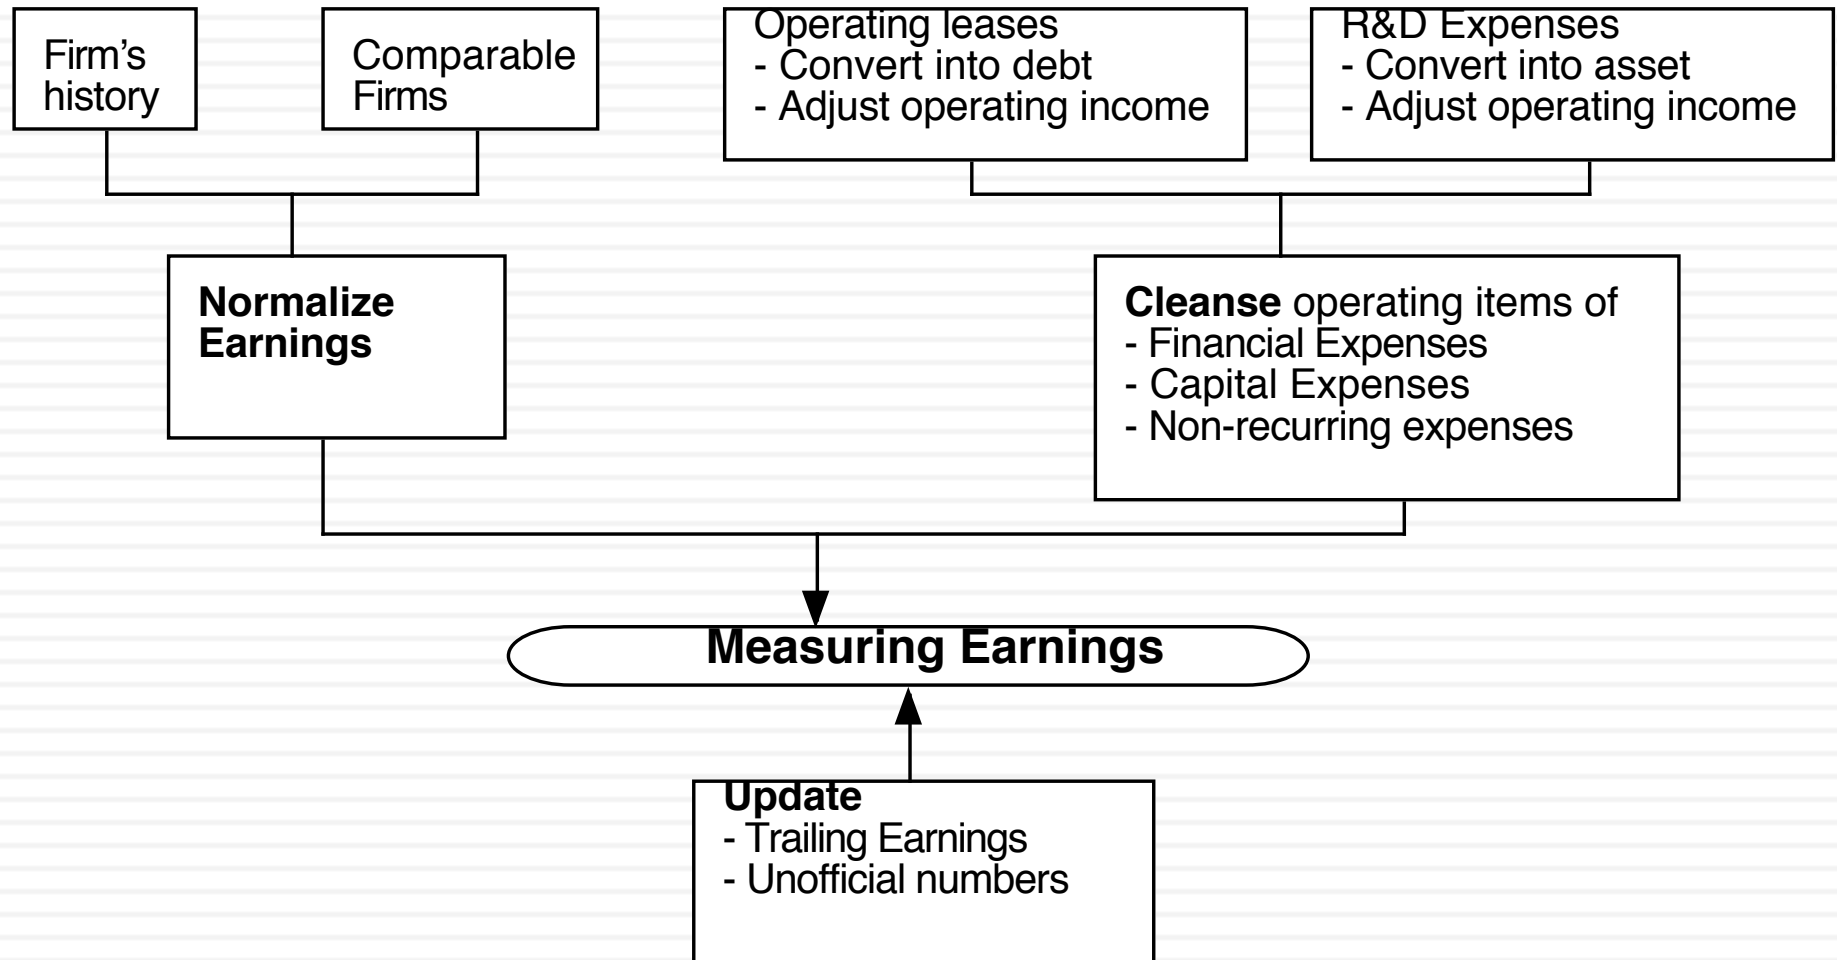 Firm’s
history
Comparable
Firms
Operating leases
- Convert into debt
- Adjust operating income
R&D Expenses
- Convert into asset
- Adjust operating income
Normalize
Earnings
Cleanse operating items of
- Financial Expenses
- Capital Expenses
- Non-recurring expenses
Measuring Earnings
Update
- Trailing Earnings
- Unofficial numbers